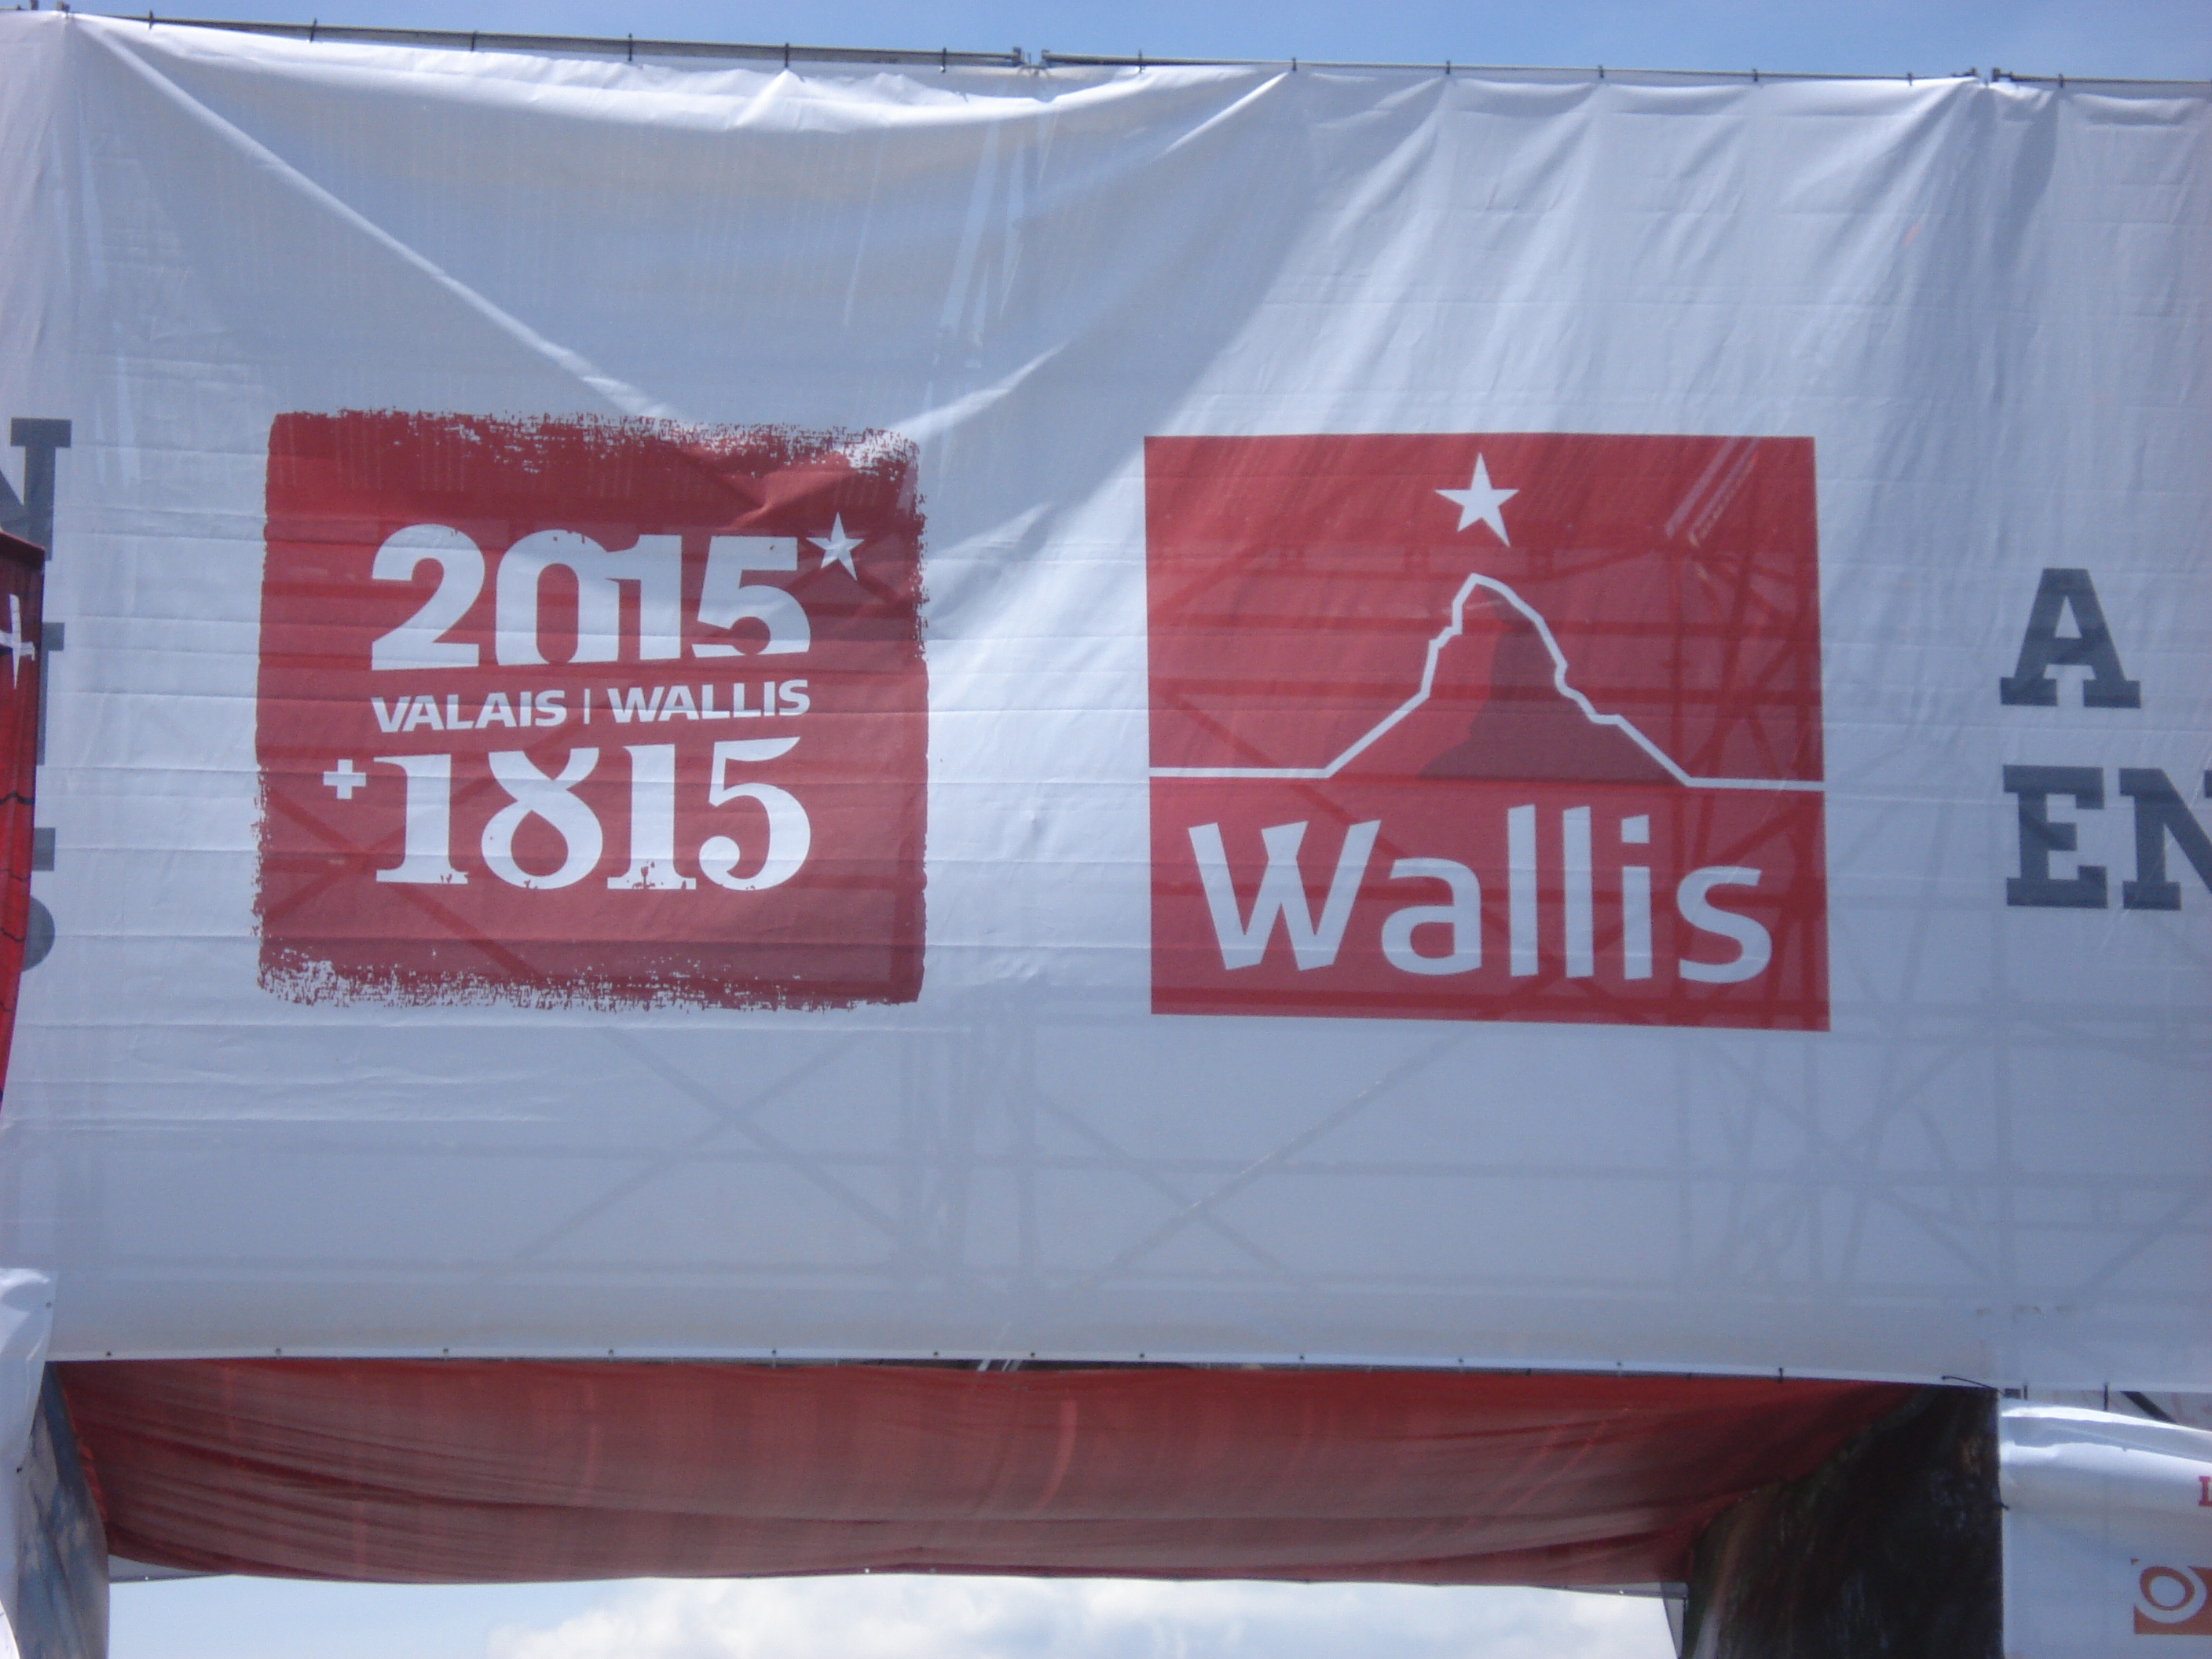 2015
VALAIS | WALLIS
+1815
Wallis
A
EN